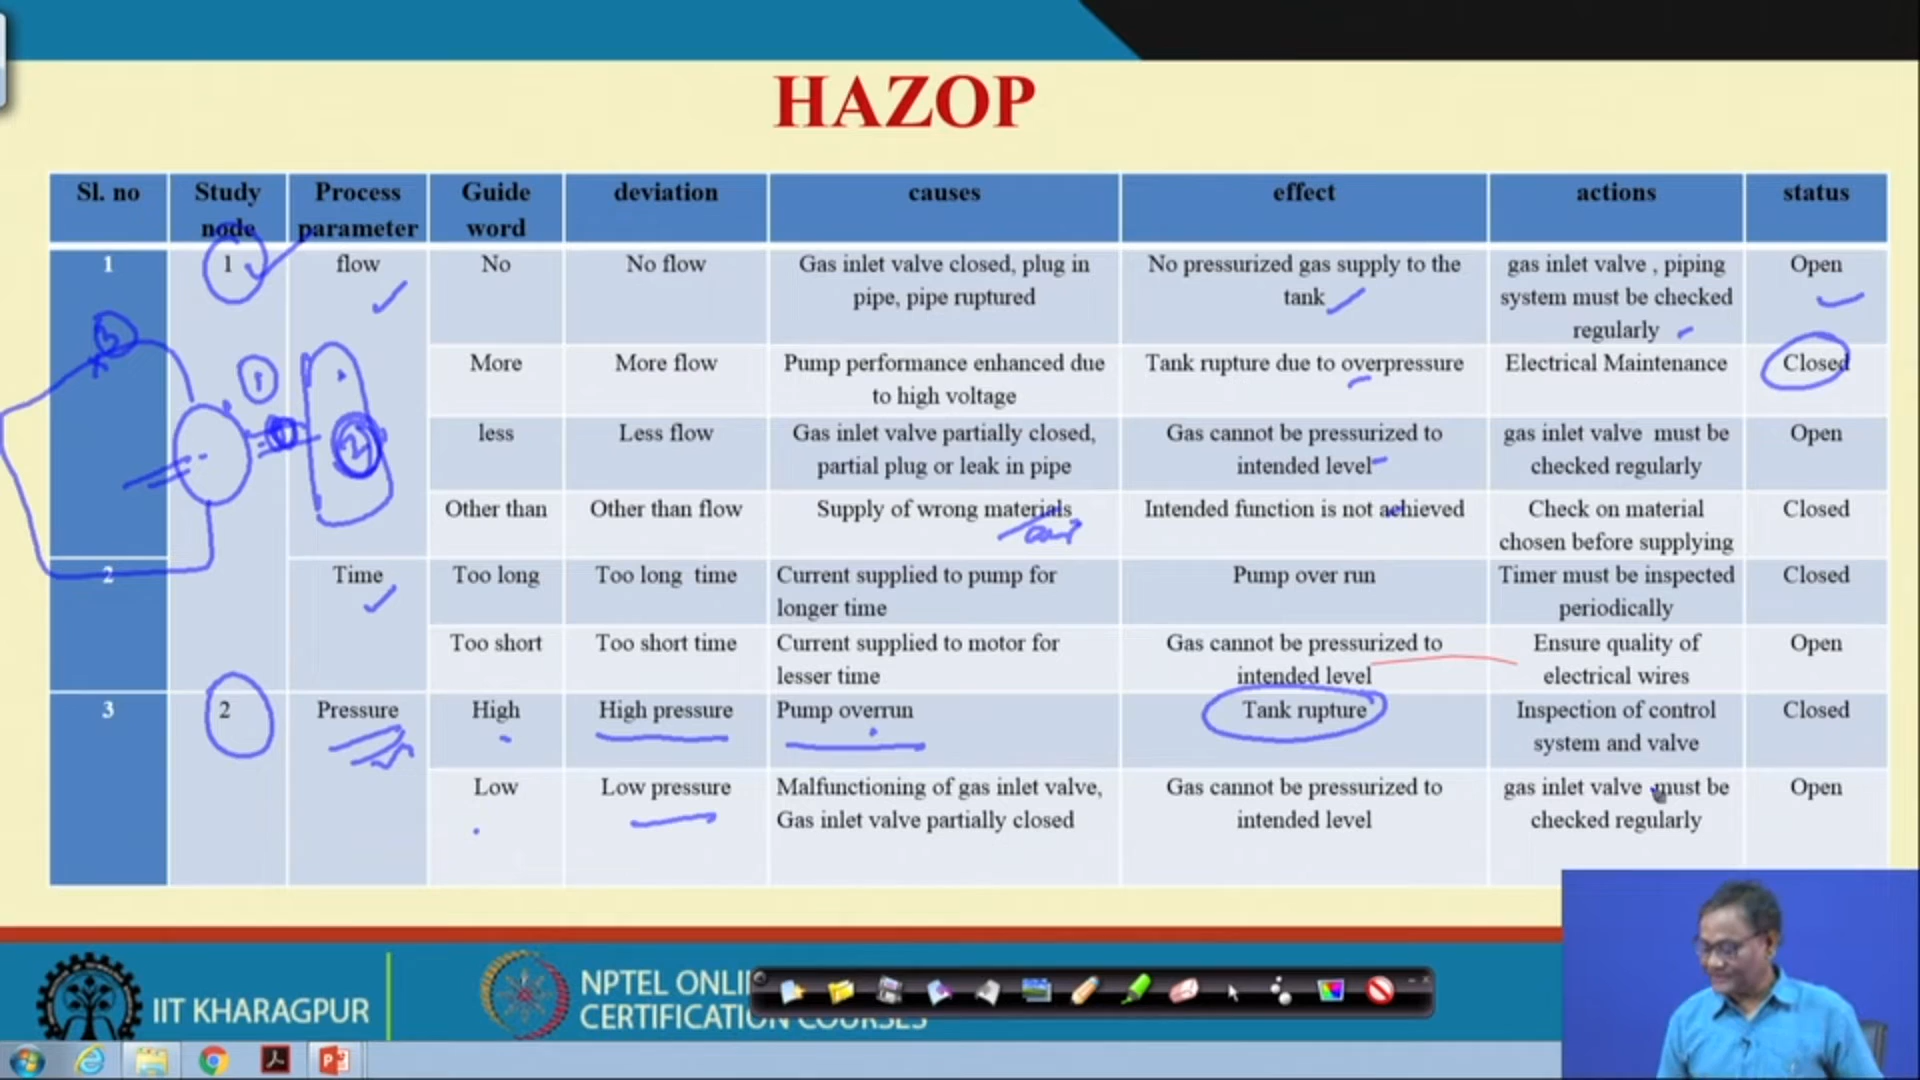 HAZOP
Sl. no Study node Process parameter Guide word deviation causes effect actions status
1 1 flow No No flow Gas inlet valve closed, plug in pipe, pipe ruptured No pressurized gas supply to the tank gas inlet valve , piping system must be checked regularly Open
More More flow Pump performance enhanced due to high voltage Tank rupture due to overpressure Electrical Maintenance Closed
less Less flow Gas inlet valve partially closed, partial plug or leak in pipe Gas cannot be pressurized to intended level gas inlet valve must be checked regularly Open
Other than Other than flow Supply of wrong materials Intended function is not achieved Check on material chosen before supplying Closed
2 Time Too long Too long time Current supplied to pump for longer time Pump over run Timer must be inspected periodically Closed
Too short Too short time Current supplied to motor for lesser time Gas cannot be pressurized to intended level Ensure quality of electrical wires Open
3 2 Pressure High High pressure Pump overrun Tank rupture Inspection of control system and valve Closed
Low Low pressure Malfunctioning of gas inlet valve, Gas inlet valve partially closed Gas cannot be pressurized to intended level gas inlet valve must be checked regularly Open
3
1
2
IIT KHARAGPUR
NPTEL ONLI
CERTIFICATION COURSES